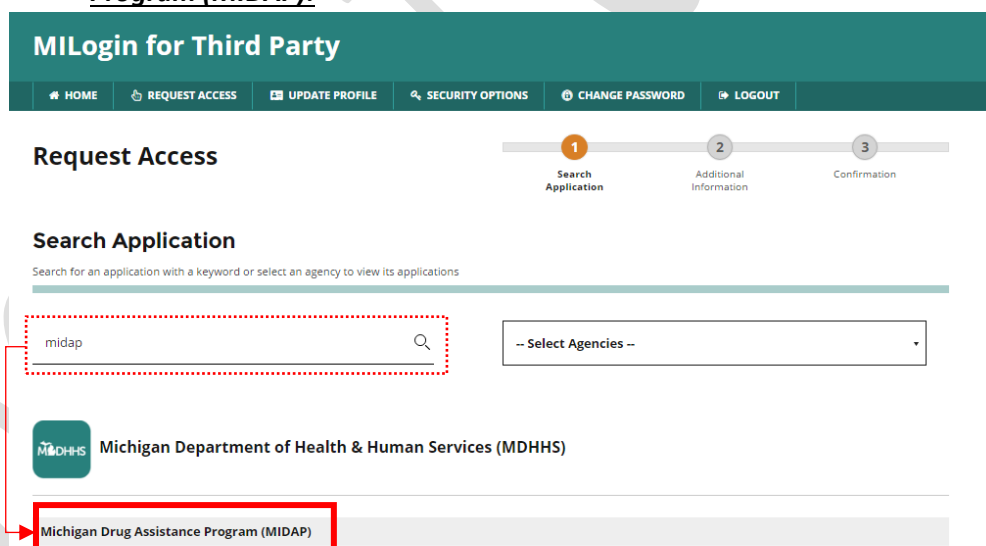 Program (MIDAP).
MILogin for Third Party
HOME REQUEST ACCESS UPDATE PROFILE SECURITY OPTIONS CHANGE PASSWORD LOGOUT
Request Access
1 2 3
Search Application
Additional Information
Confirmation
Search Application
Search for an application with a keyword or select an agency to view its applications
midap
-- Select Agencies --
MDHHS Michigan Department of Health & Human Services (MDHHS)
Michigan Drug Assistance Program (MIDAP)